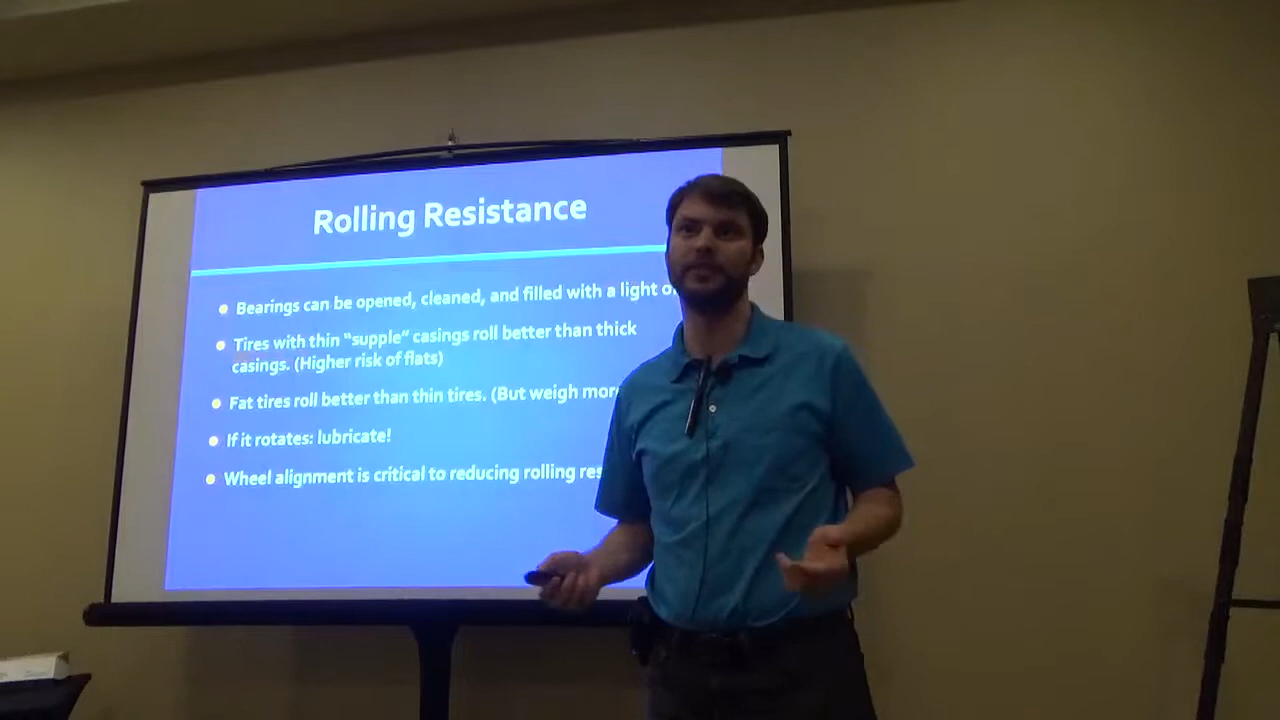 Rolling Resistance
Bearings can be opened, cleaned, and filled with a light
Tires with thin "supple" casings roll better than thick
casings. (Higher risk of flats)
Fat tires roll better than thin tires. (But weigh more
If it rotates: lubricate!
Wheel alignment is critical to reducing rolling